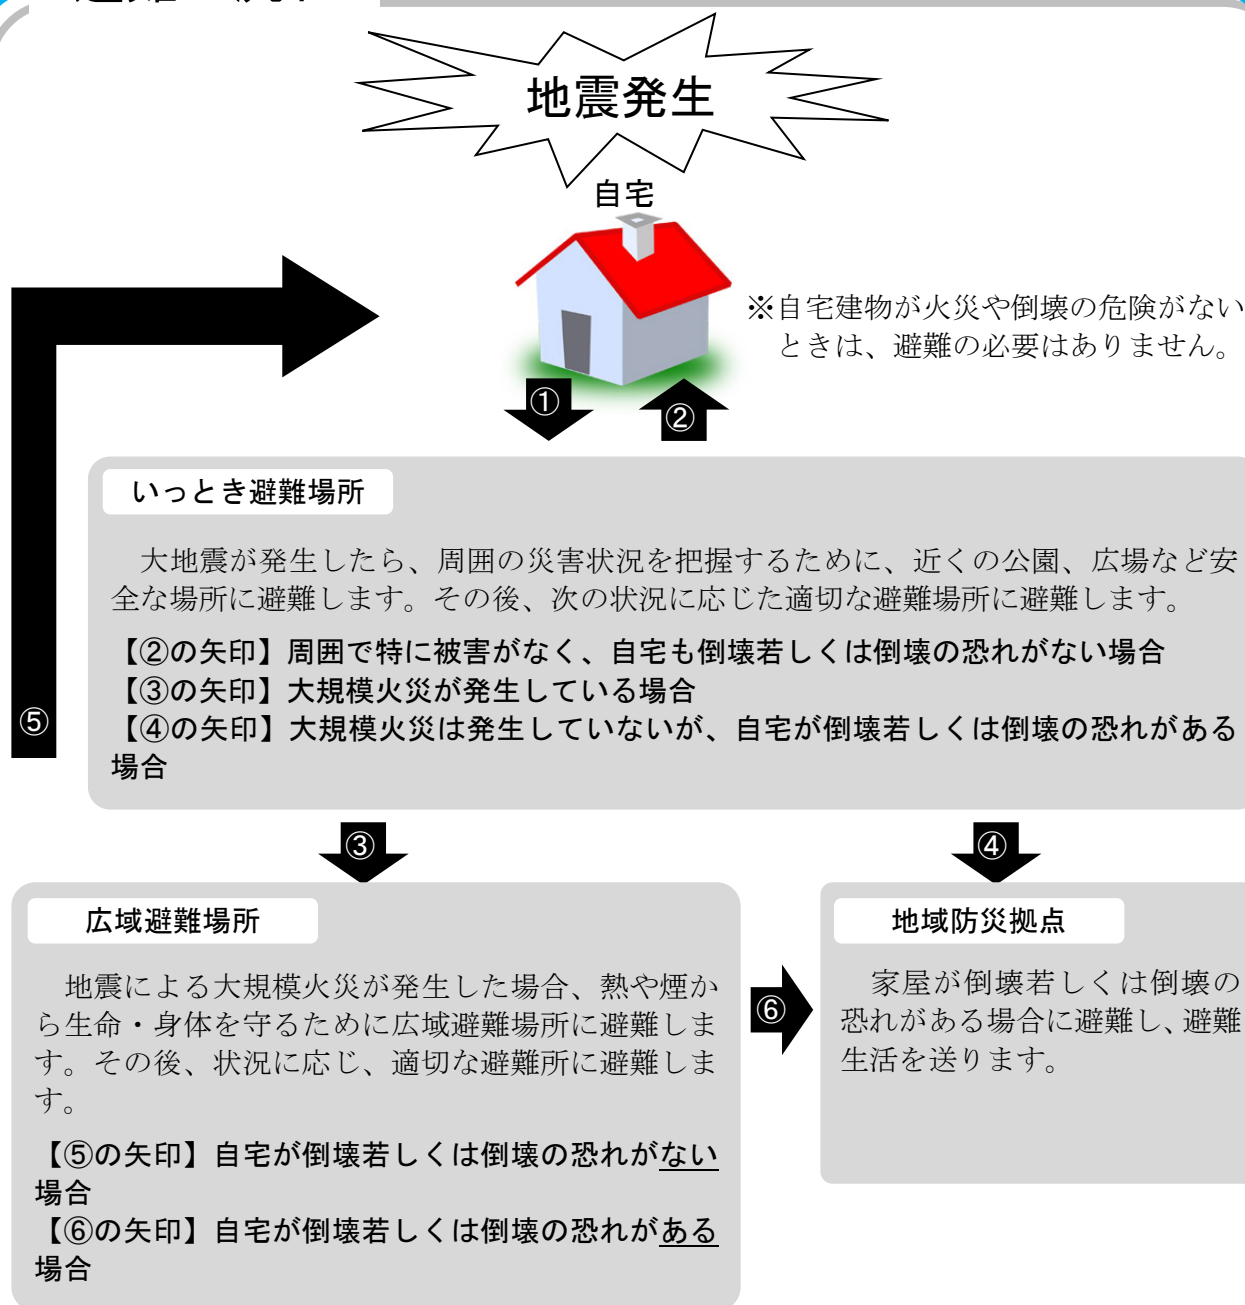 地震発生
自宅
※自宅建物が火災や倒壊の危険がない
ときは、避難の必要はありません。
①
②
いっとき避難場所
大地震が発生したら、周囲の災害状況を把握するために、近くの公園、広場など安
全な場所に避難します。その後、次の状況に応じた適切な避難場所に避難します。
【②の矢印】周囲で特に被害がなく、自宅も倒壊若しくは倒壊の恐れがない場合
【③の矢印】大規模火災が発生している場合
【④の矢印】大規模火災は発生していないが、自宅が倒壊若しくは倒壊の恐れがある
場合
⑤
③
④
広域避難場所
地震による大規模火災が発生した場合、熱や煙か
ら生命・身体を守るために広域避難場所に避難しま
す。その後、状況に応じ、適切な避難所に避難しま
す。
【⑤の矢印】自宅が倒壊若しくは倒壊の恐れがない
場合
【⑥の矢印】自宅が倒壊若しくは倒壊の恐れがある
場合
⑥
地域防災拠点
家屋が倒壊若しくは倒壊の
恐れがある場合に避難し、避難
生活を送ります。